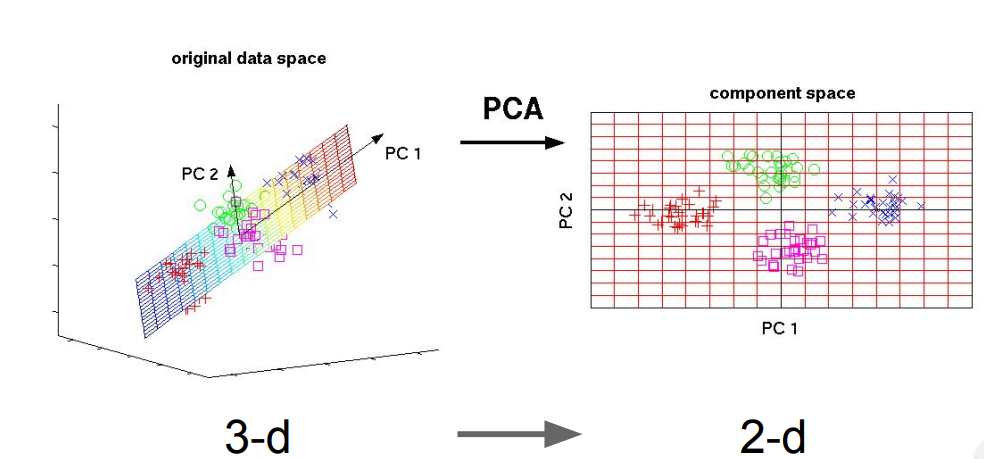 original data space
PC 1
PC 2
PCA
component space
PC 2
PC 1
3-d
2-d